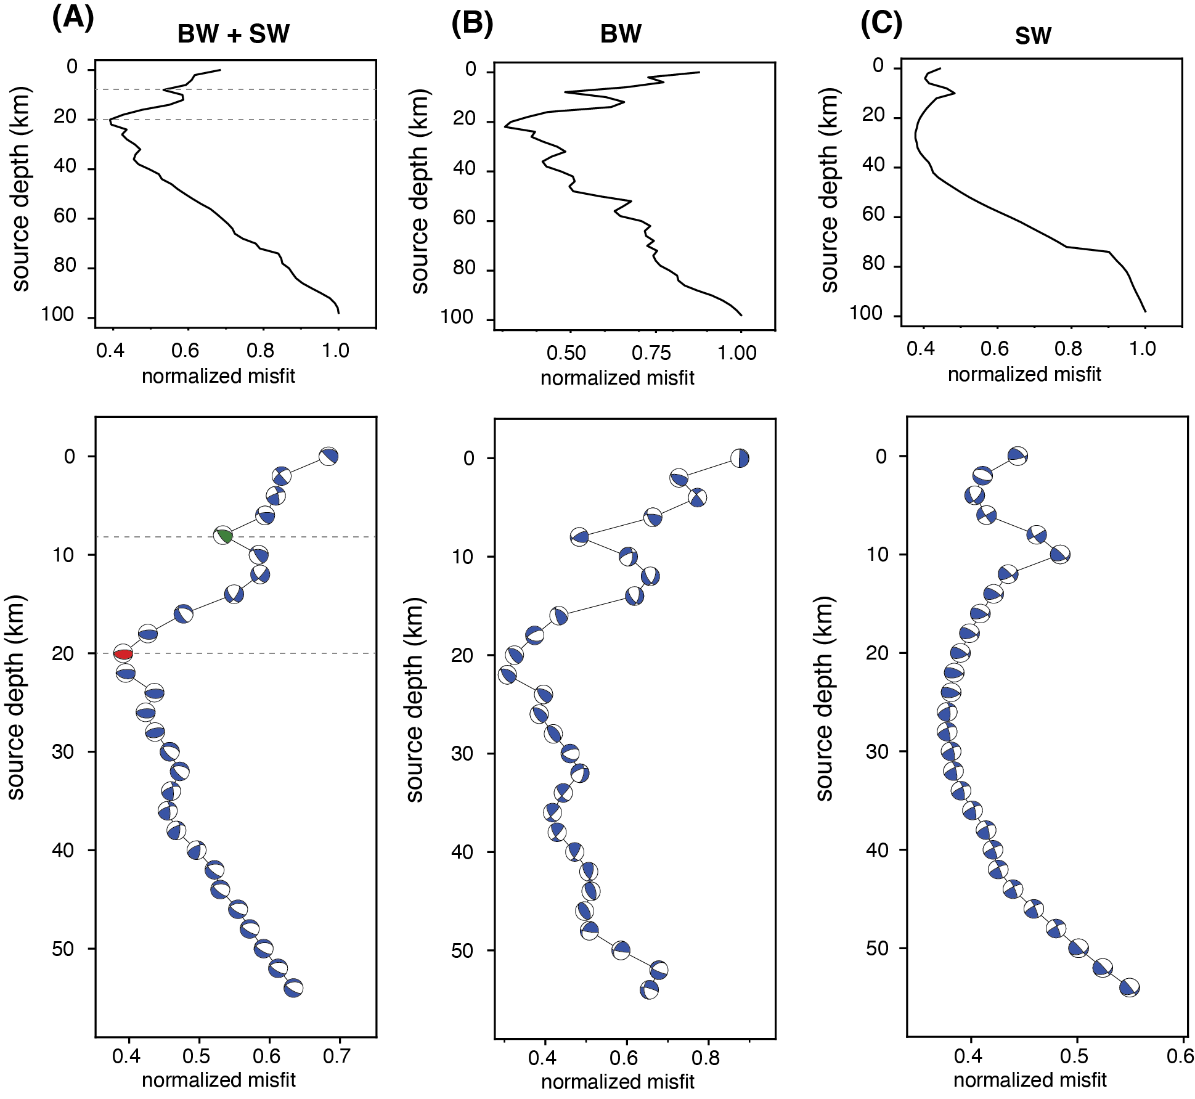 (A)
BW + SW
(B)
BW
(C)
SW
source depth (km)
0
20
40
60
80
100
0.4 0.6 0.8 1.0
normalized misfit
source depth (km)
0
20
40
60
80
100
0.50 0.75 1.00
normalized misfit
source depth (km)
0
20
40
60
80
100
0.4 0.6 0.8 1.0
normalized misfit
source depth (km)
0
10
20
30
40
50
0.4 0.5 0.6 0.7
normalized misfit
source depth (km)
0
10
20
30
40
50
0.4 0.6 0.8
normalized misfit
source depth (km)
0
10
20
30
40
50
0.4 0.5 0.6
normalized misfit